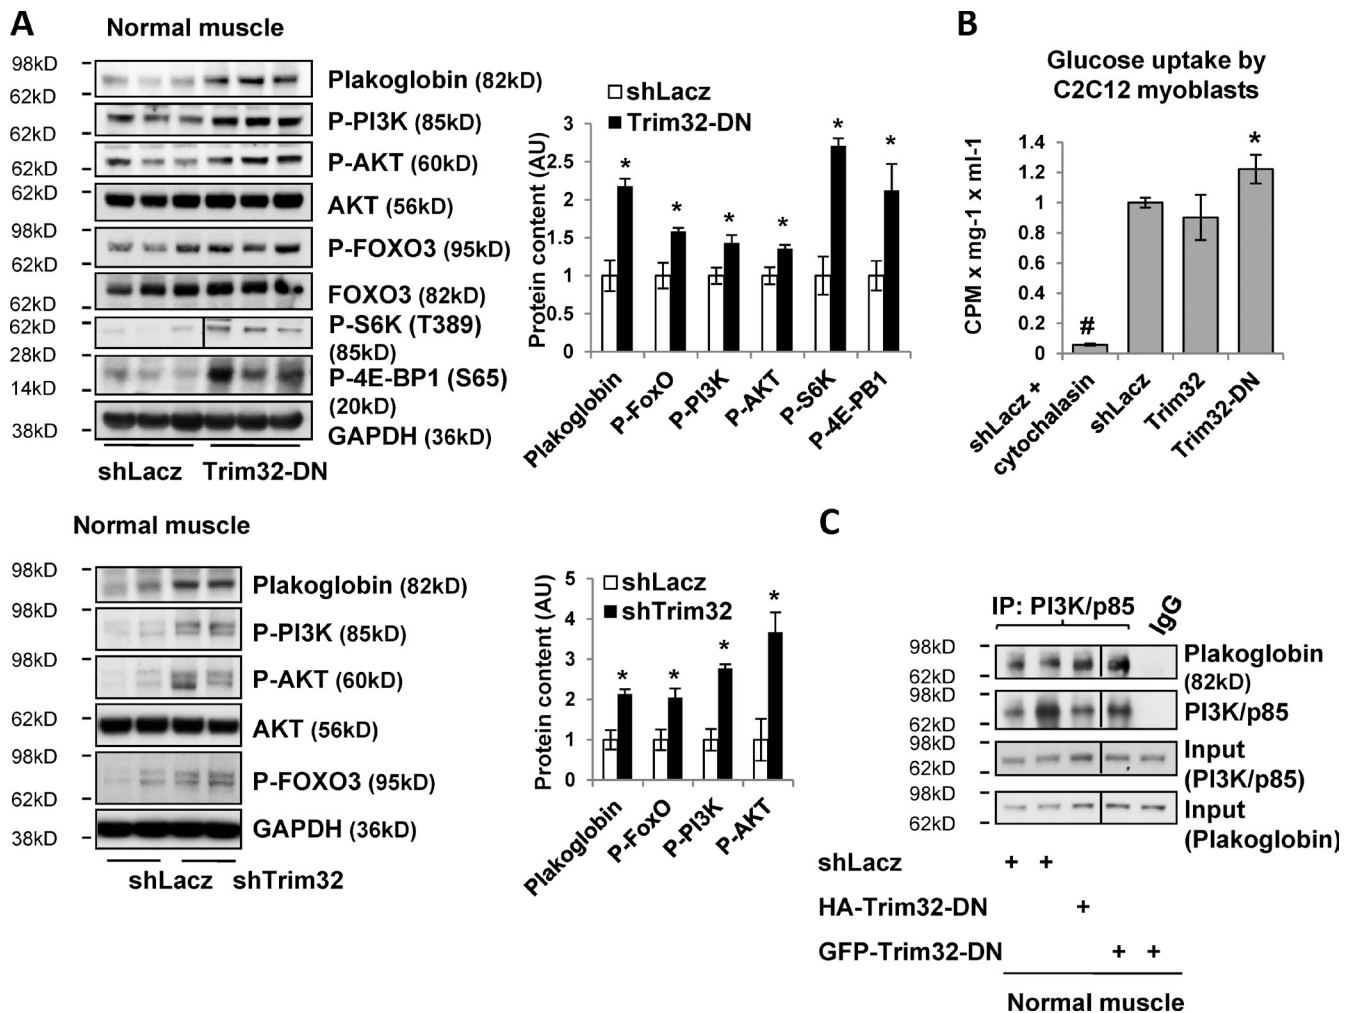 A
Normal muscle
98kD
62kD
Plakoglobin (82kD)
62kD
P-PI3K (85kD)
62kD
P-AKT (60kD)
62kD
AKT (56kD)
98kD
62kD
P-FOXO3 (95kD)
62kD
FOXO3 (82kD)
62kD
P-S6K (T389)
(85kD)
28kD
14kD
P-4E-BP1 (S65)
(20kD)
38kD
GAPDH (36kD)
shLacz Trim32-DN
shLacz
Trim32-DN
Protein content (AU)
3
2.5
2
1.5
1
0.5
0
* * * * * *
Plakoglobin
P-FoxO
P-PI3K
P-AKT
P-S6K
P-4E-PB1
B
Glucose uptake by
C2C12 myoblasts
CPM x mg-1 x ml-1
1.4
1.2
1
0.8
0.6
0.4
0.2
0
#
*
shLacz +
cytochalasin
shLacz
Trim32
Trim32-DN
Normal muscle
98kD
Plakoglobin (82kD)
98kD
P-PI3K (85kD)
98kD
P-AKT (60kD)
62kD
AKT (56kD)
98kD
62kD
P-FOXO3 (95kD)
38kD
GAPDH (36kD)
shLacz shTrim32
shLacz
shTrim32
Protein content (AU)
5
4
3
2
1
0
* * * *
Plakoglobin
P-FoxO
P-PI3K
P-AKT
C
IP: PI3K/p85
IgG
98kD
62kD
Plakoglobin
(82kD)
98kD
62kD
PI3K/p85
98kD
62kD
Input
(PI3K/p85)
98kD
62kD
Input
(Plakoglobin)
shLacz + +
HA-Trim32-DN +
GFP-Trim32-DN + +
Normal muscle